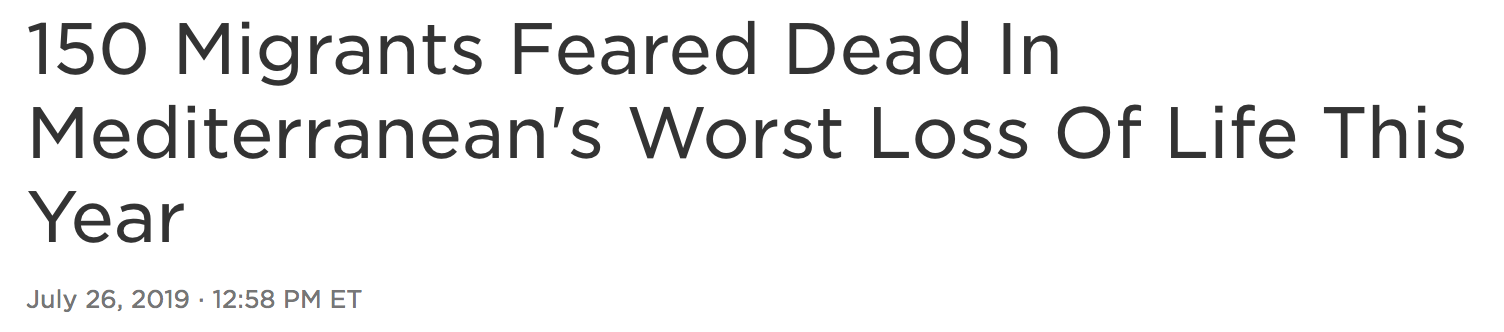 150 Migrants Feared Dead In
Mediterranean's Worst Loss Of Life This
Year
July 26, 2019 · 12:58 PM ET